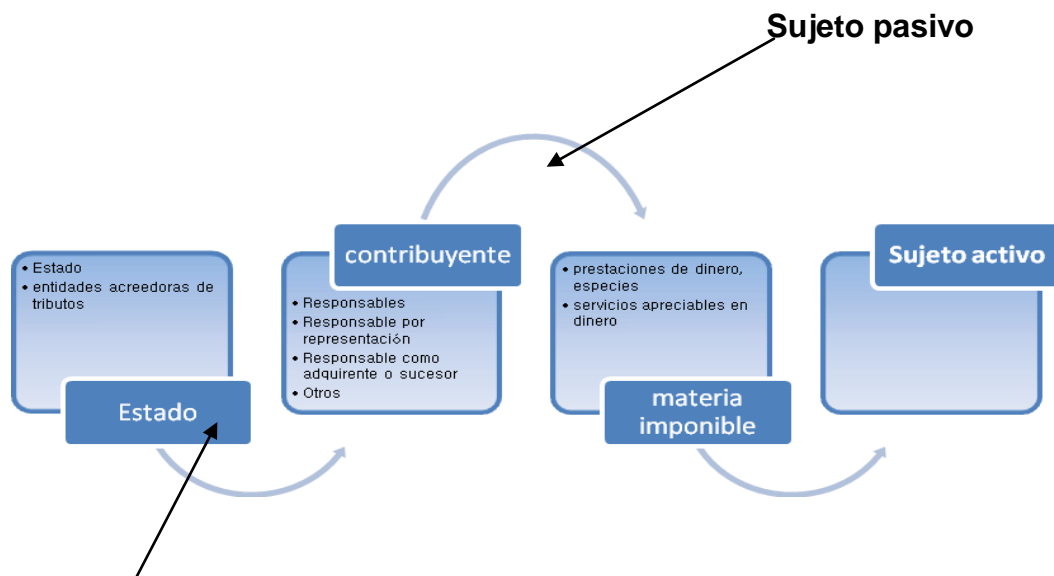 Sujeto pasivo
• Estado
• entidades acreedoras de
tributos
Estado
contribuyente
• Responsables
• Responsable por
representación
• Responsable como
adquirente o sucesor
• Otros
• prestaciones de dinero,
especies
• servicios apreciables en
dinero
materia
imponible
Sujeto activo